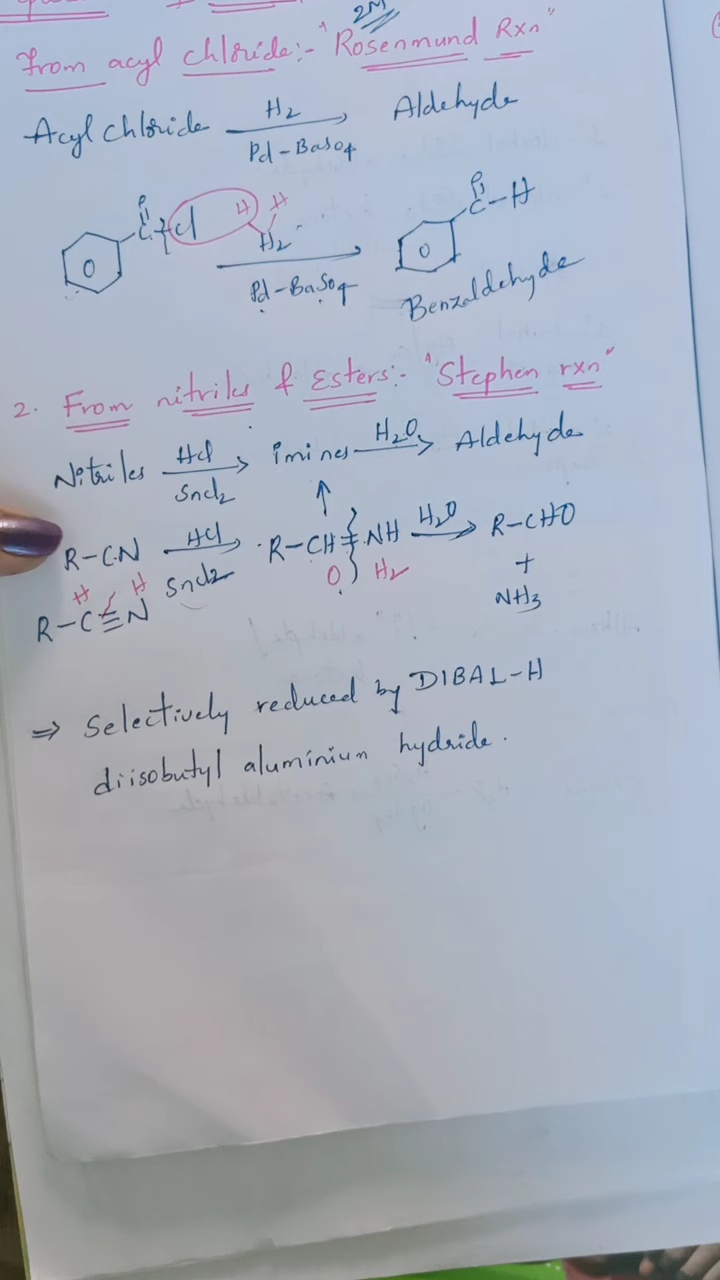 2M
From acyl chloride:- "Rosenmund Rxn"
Acyl chloride H2 Pd-BaSO4 → Aldehyde
O C Cl H H H2 Pd-BaSO4 → O C-H
Benzaldehyde
2. From nitriles & Esters:- "Stephen rxn"
Nitriles HCl SnCl2 → imines H2O → Aldehyde
↑
R-CN HCl SnCl2 → R-CH=NH H2O → R-CHO
O H2 +
H H NH3
R-C≡N
⇒ Selectively reduced by DIBAL-H
diisobutyl aluminium hydride.